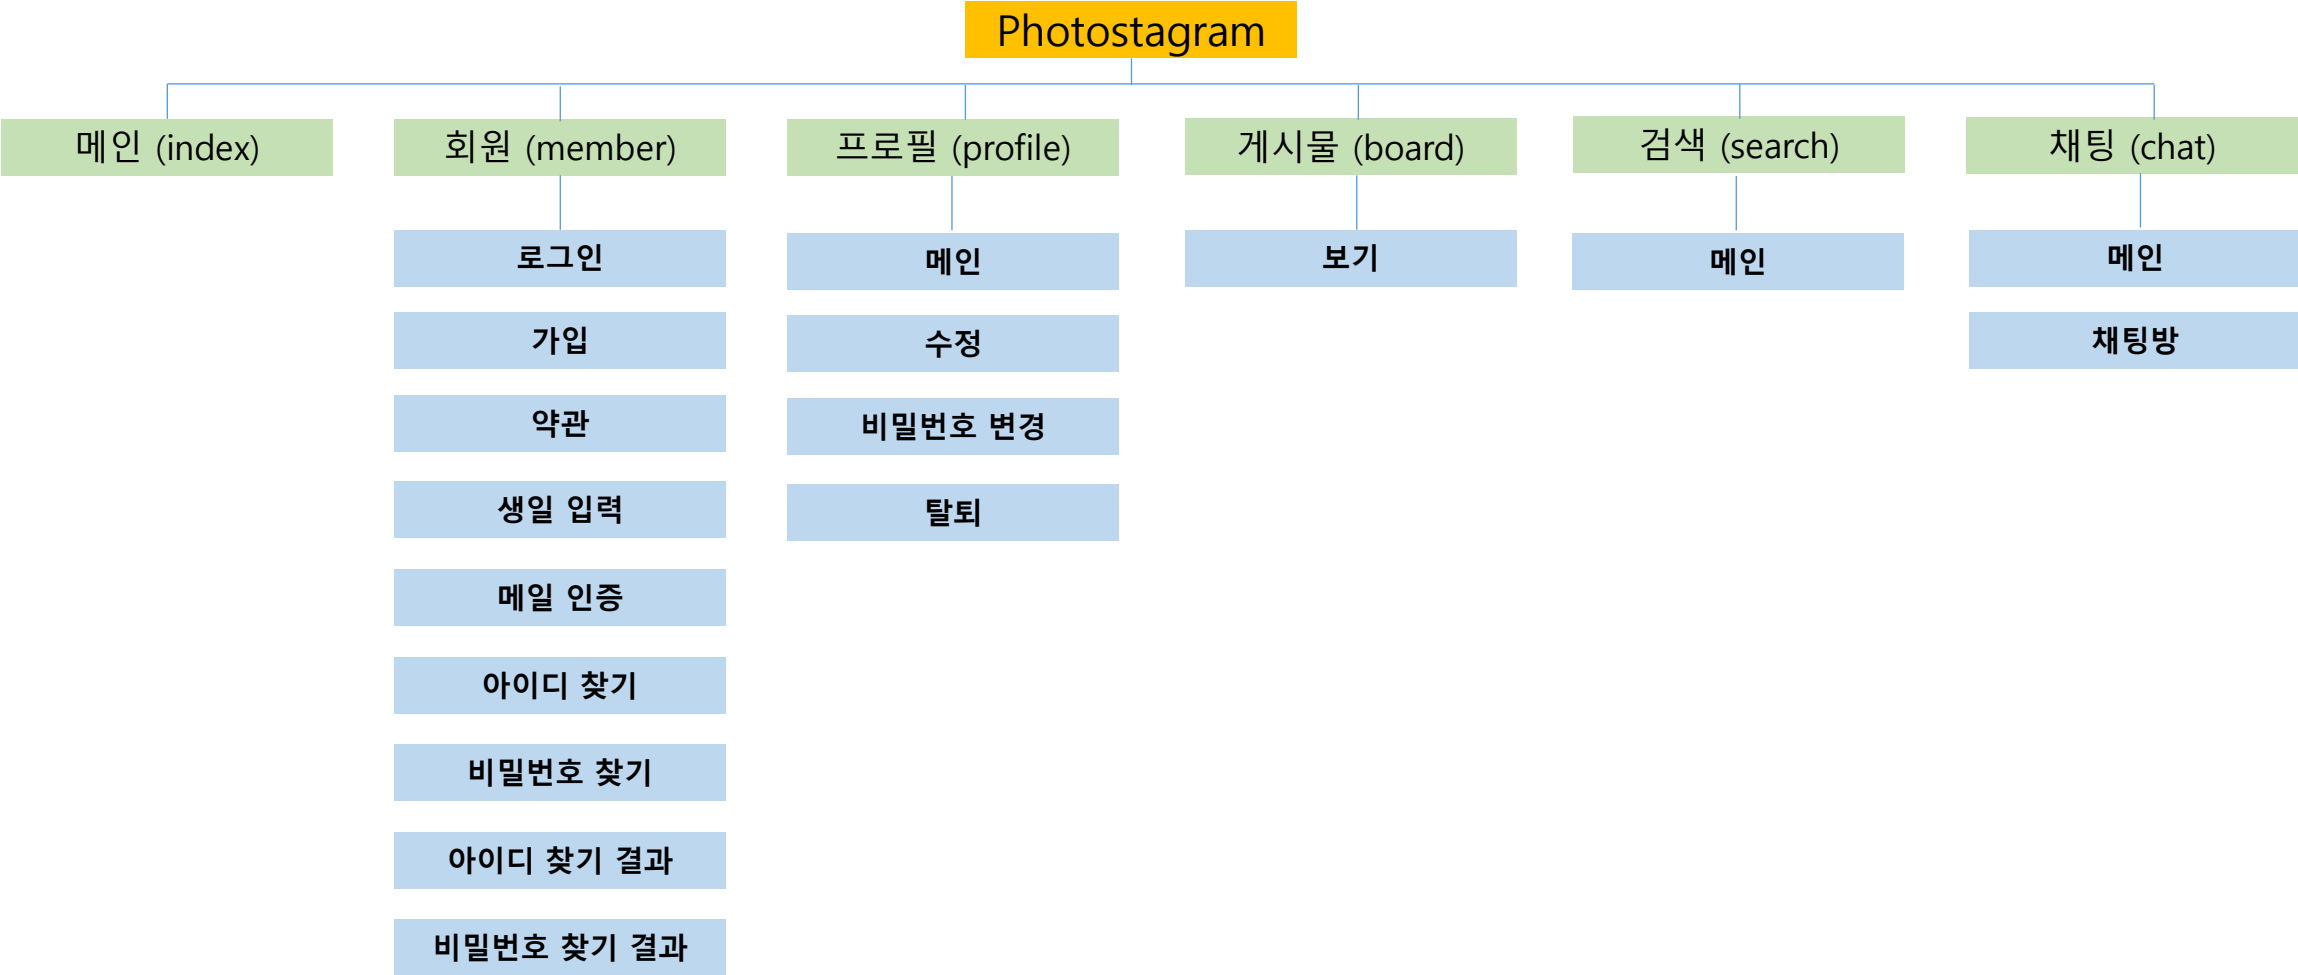 Photostagram
메인 (index)
회원 (member)
프로필 (profile)
게시물 (board)
검색 (search)
채팅 (chat)
로그인
가입
약관
생일 입력
메일 인증
아이디 찾기
비밀번호 찾기
아이디 찾기 결과
비밀번호 찾기 결과
메인
수정
비밀번호 변경
탈퇴
보기
메인
메인
채팅방